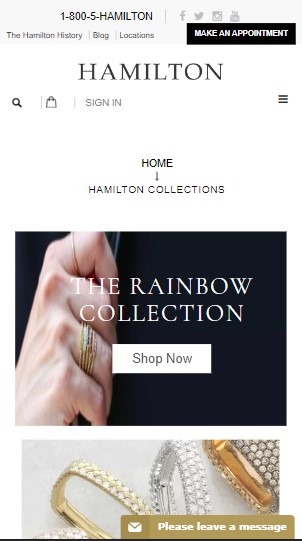 1-800-5-HAMILTON
The Hamilton History
Blog
Locations
MAKE AN APPOINTMENT
HAMILTON
SIGN IN
HOME
HAMILTON COLLECTIONS
THE RAINBOW
COLLECTION
Shop Now
Please leave a message